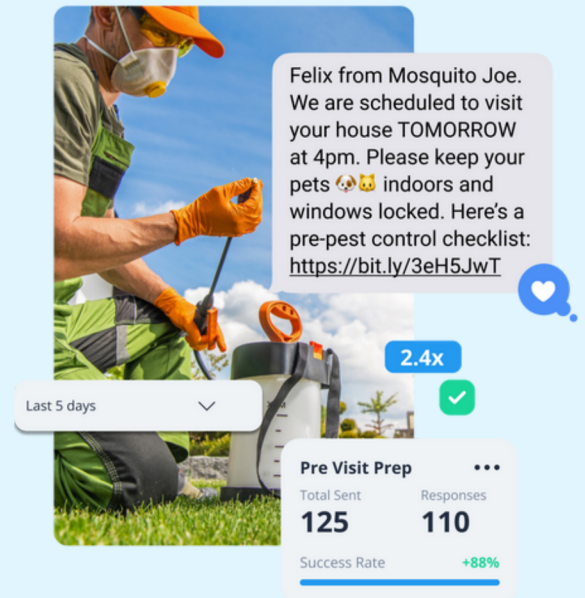 Felix from Mosquito Joe.
We are scheduled to visit
your house TOMORROW
at 4pm. Please keep your
pets 🐶🐱 indoors and
windows locked. Here’s a
pre-pest control checklist:
https://bit.ly/3eH5JwT
2.4x
Last 5 days
Pre Visit Prep
Total Sent
Responses
125
110
Success Rate
+88%